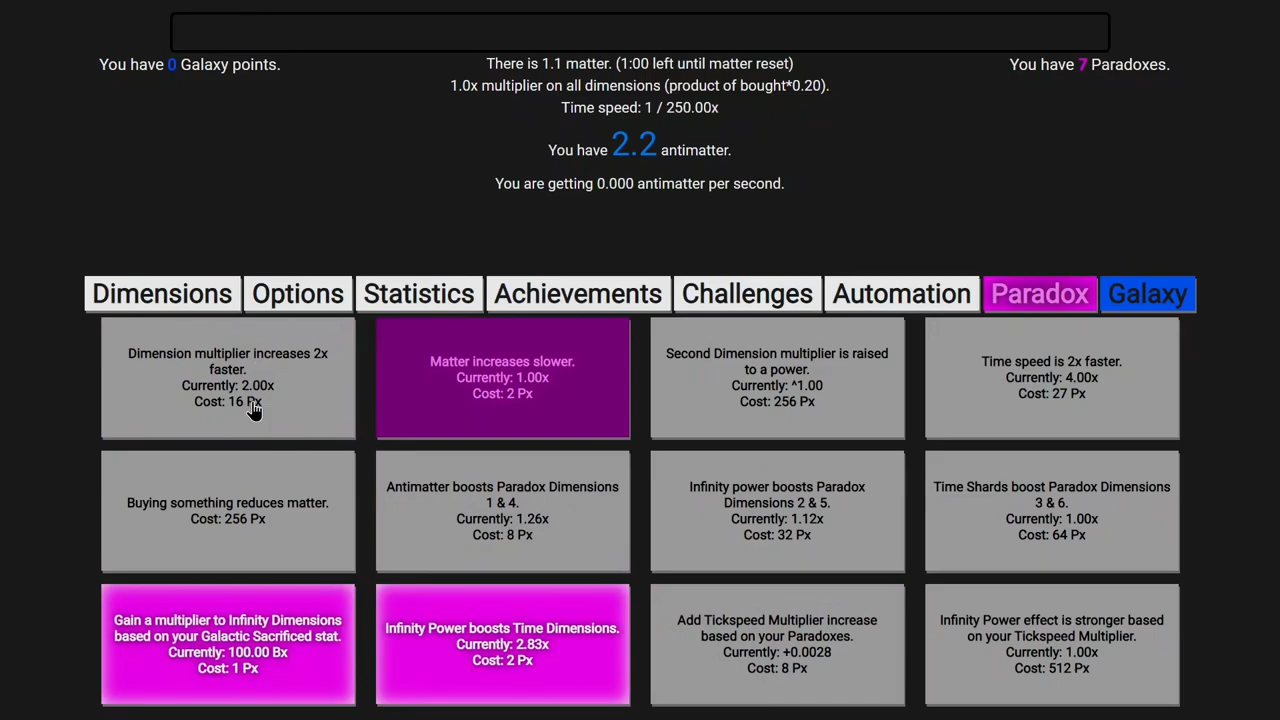 You have 0 Galaxy points.
There is 1.1 matter. (1:00 left until matter reset)
You have 7 Paradoxes.
1.0x multiplier on all dimensions (product of bought*0.20).
Time speed: 1 / 250.00x
You have 2.2 antimatter.
You are getting 0.000 antimatter per second.
Dimensions
Options
Statistics
Achievements
Challenges
Automation
Paradox
Galaxy
Dimension multiplier increases 2x
faster.
Currently: 2.00x
Cost: 16 Px
Matter increases slower.
Currently: 1.00x
Cost: 2 Px
Second Dimension multiplier is raised
to a power.
Currently: ^1.00
Cost: 256 Px
Time speed is 2x faster.
Currently: 4.00x
Cost: 27 Px
Buying something reduces matter.
Cost: 256 Px
Antimatter boosts Paradox Dimensions
1 & 4.
Currently: 1.26x
Cost: 8 Px
Infinity power boosts Paradox
Dimensions 2 & 5.
Currently: 1.12x
Cost: 32 Px
Time Shards boost Paradox Dimensions
3 & 6.
Currently: 1.00x
Cost: 64 Px
Gain a multiplier to Infinity Dimensions
based on your Galactic Sacrificed stat.
Currently: 100.00 Bx
Cost: 1 Px
Infinity Power boosts Time Dimensions.
Currently: 2.83x
Cost: 2 Px
Add Tickspeed Multiplier increase
based on your Paradoxes.
Currently: +0.0028
Cost: 8 Px
Infinity Power effect is stronger based
on your Tickspeed Multiplier.
Currently: 1.00x
Cost: 512 Px